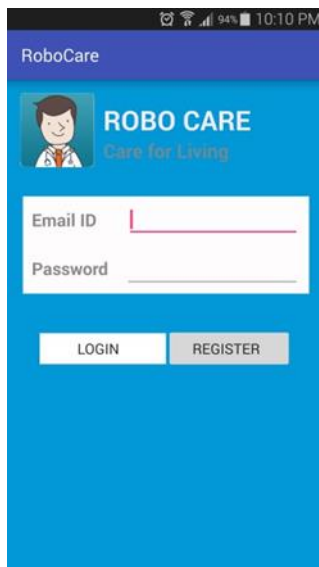 94% 10:10 PM
RoboCare
ROBO CARE
Care for Living
Email ID
Password
LOGIN REGISTER